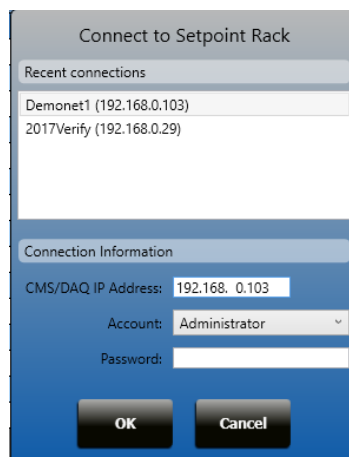 Connect to Setpoint Rack
Recent connections
Demonet1 (192.168.0.103)
2017Verify (192.168.0.29)
Connection Information
CMS/DAQ IP Address: 192.168.  0.103
Account: Administrator
Password:
OK Cancel